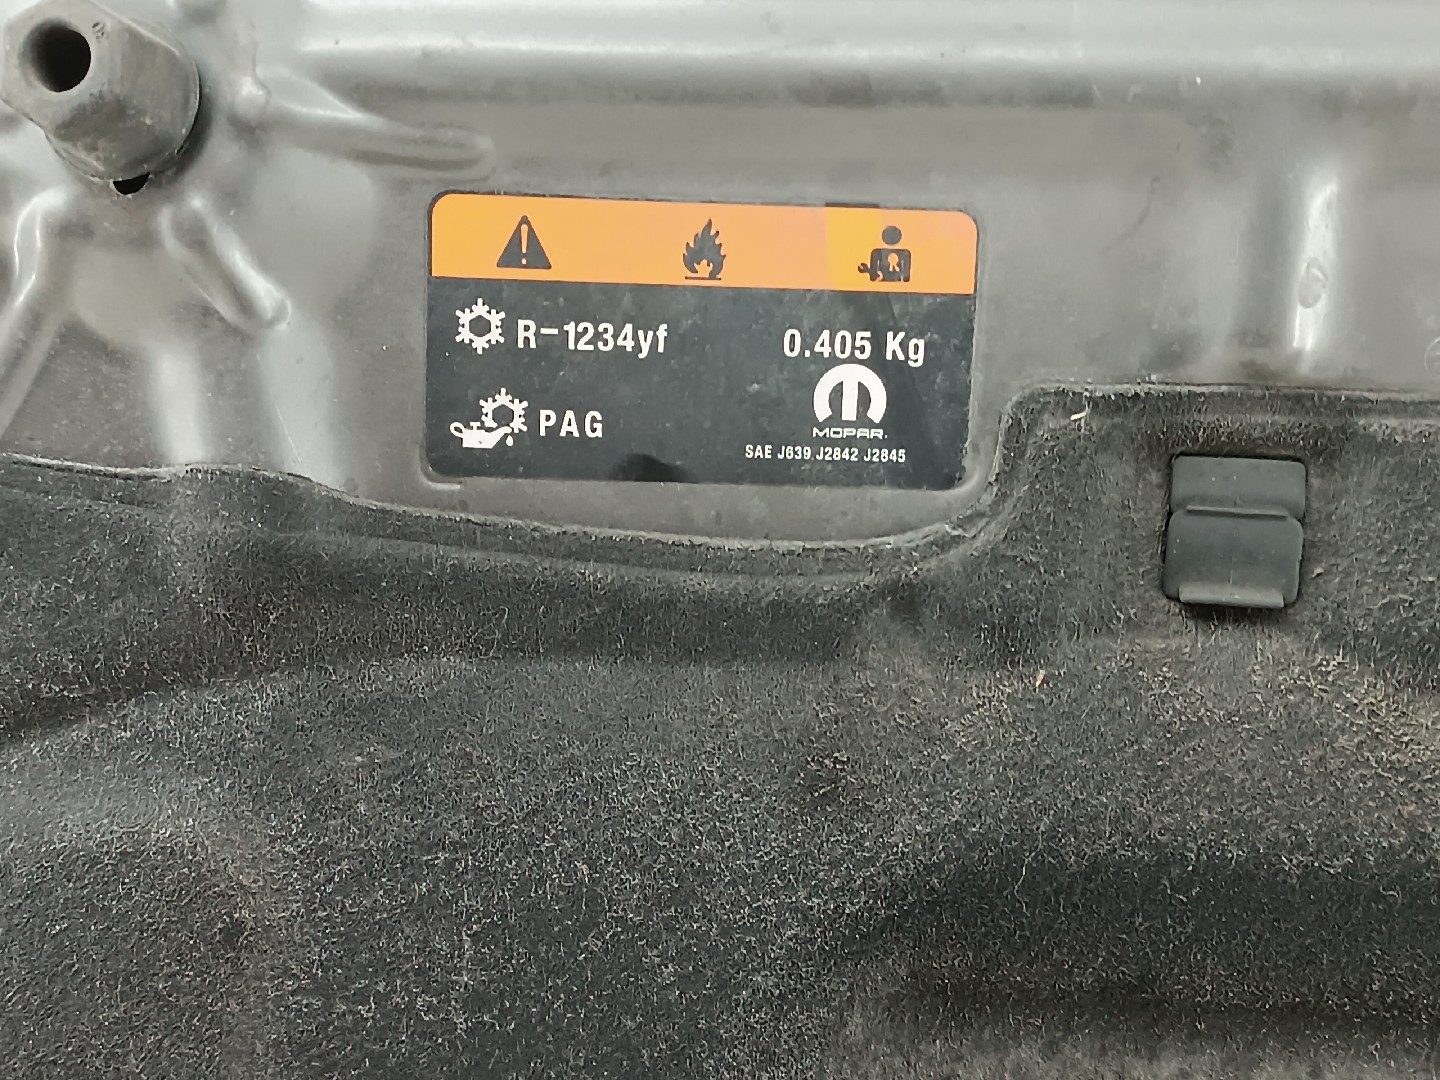 R-1234yf 0.405 Kg
PAG
MOPAR.
SAE J639 J2842 J2845